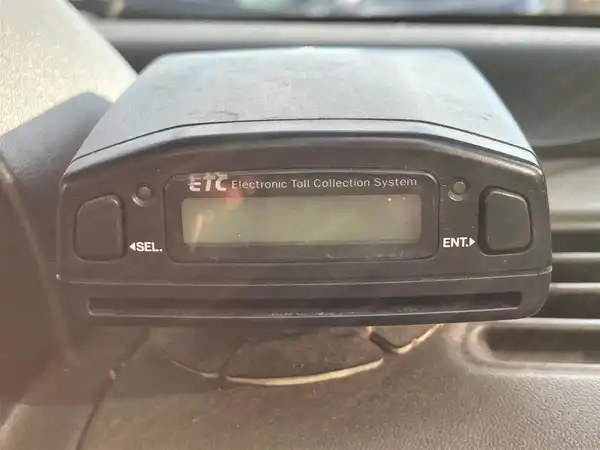 ETC Electronic Toll Collection System
◀SEL. ENT.▶